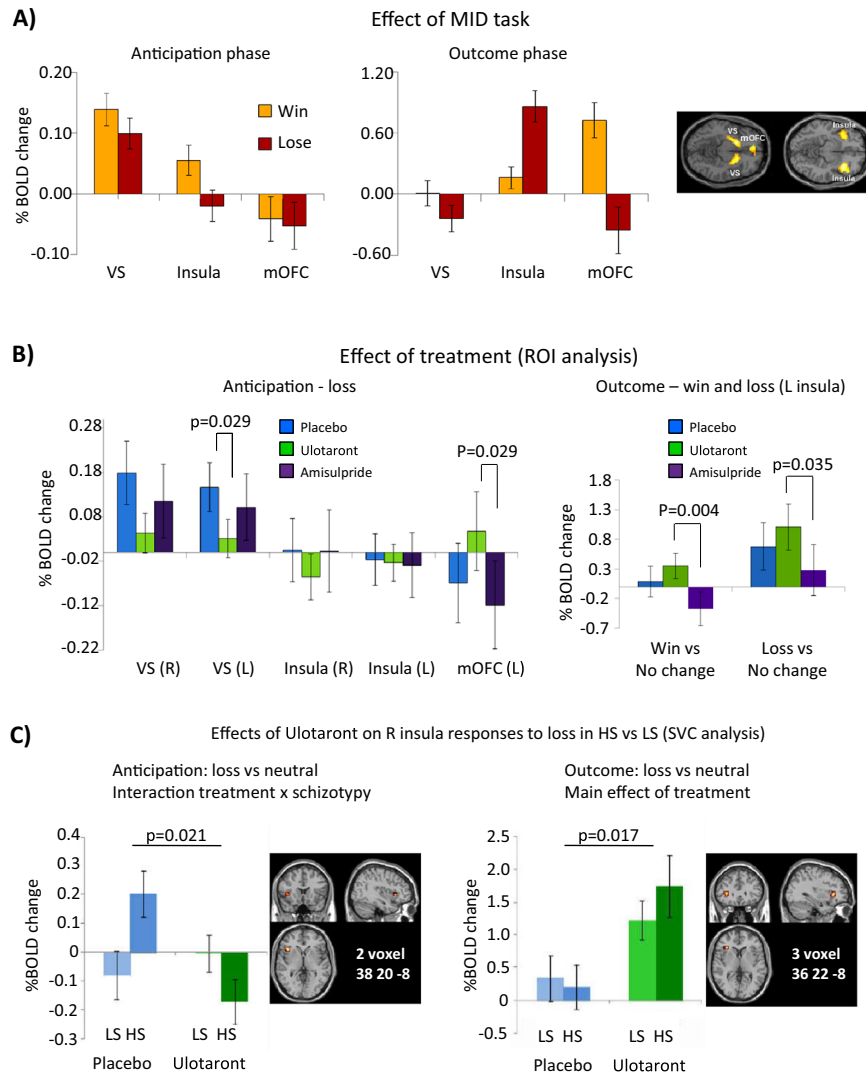 A)
Effect of MID task
Anticipation phase
Outcome phase
% BOLD change
0.20
0.10
0.00
-0.10
Win
Lose
VS
Insula
mOFC
1.20
0.60
0.00
-0.60
VS
Insula
mOFC
VS
mOFC
VS
Insula
Insula
B)
Effect of treatment (ROI analysis)
Anticipation - loss
Outcome – win and loss (L insula)
% BOLD change
0.28
0.18
0.08
-0.02
-0.12
-0.22
p=0.029
Placebo
Ulotaront
Amisulpride
P=0.029
VS (R)
VS (L)
Insula (R)
Insula (L)
mOFC (L)
Placebo
Ulotaront
Amisulpride
% BOLD change
1.8
1.3
0.8
0.3
-0.2
-0.7
P=0.004
p=0.035
Win vs
No change
Loss vs
No change
C)
Effects of Ulotaront on R insula responses to loss in HS vs LS (SVC analysis)
Anticipation: loss vs neutral
Interaction treatment x schizotypy
%BOLD change
0.4
0.3
0.2
0.1
0
-0.1
-0.2
-0.3
p=0.021
LS HS
LS HS
Placebo
Ulotaront
2 voxel
38 20 -8
Outcome: loss vs neutral
Main effect of treatment
%BOLD change
2.5
2.0
1.5
1.0
0.5
0
-0.5
p=0.017
LS HS
LS HS
Placebo
Ulotaront
3 voxel
36 22 -8